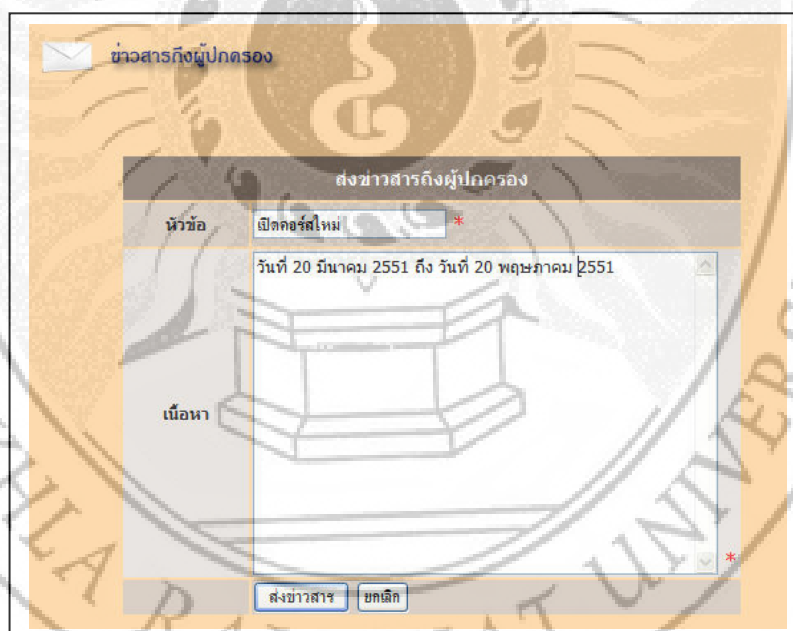 ข่าวสารถึงผู้ปกครอง
ส่งข่าวสารถึงผู้ปกครอง
หัวข้อ เปิดคอร์สใหม่ *
วันที่ 20 มีนาคม 2551 ถึง วันที่ 20 พฤษภาคม 2551
เนื้อหา
*
ส่งข่าวสาร ยกเลิก